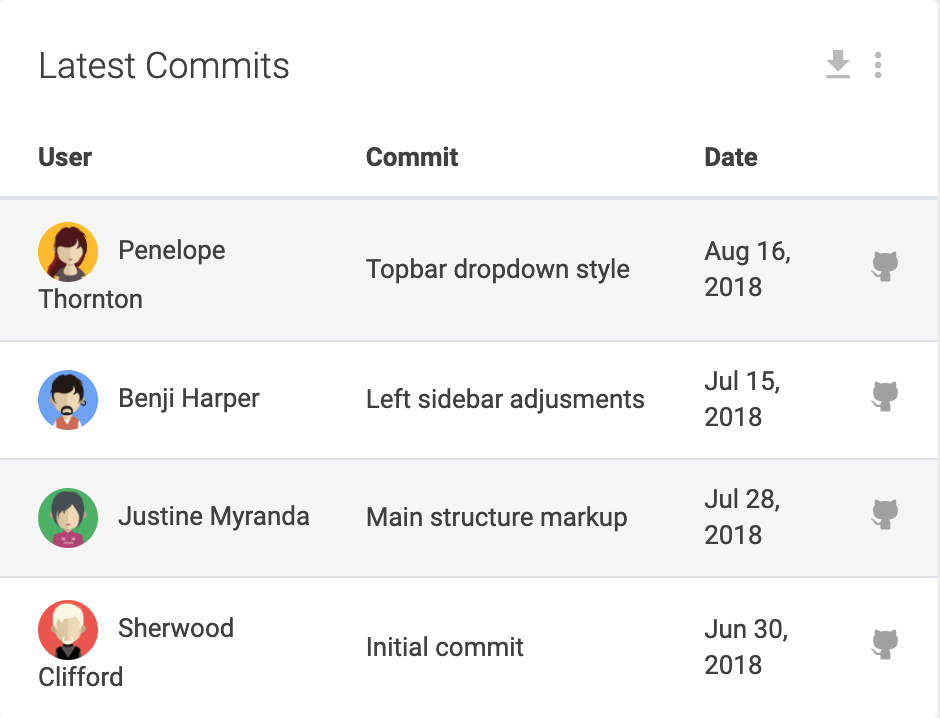 Latest Commits
User Commit Date
Penelope
Thornton
Topbar dropdown style
Aug 16,
2018
Benji Harper
Left sidebar adjusments
Jul 15,
2018
Justine Myranda
Main structure markup
Jul 28,
2018
Sherwood
Clifford
Initial commit
Jun 30,
2018